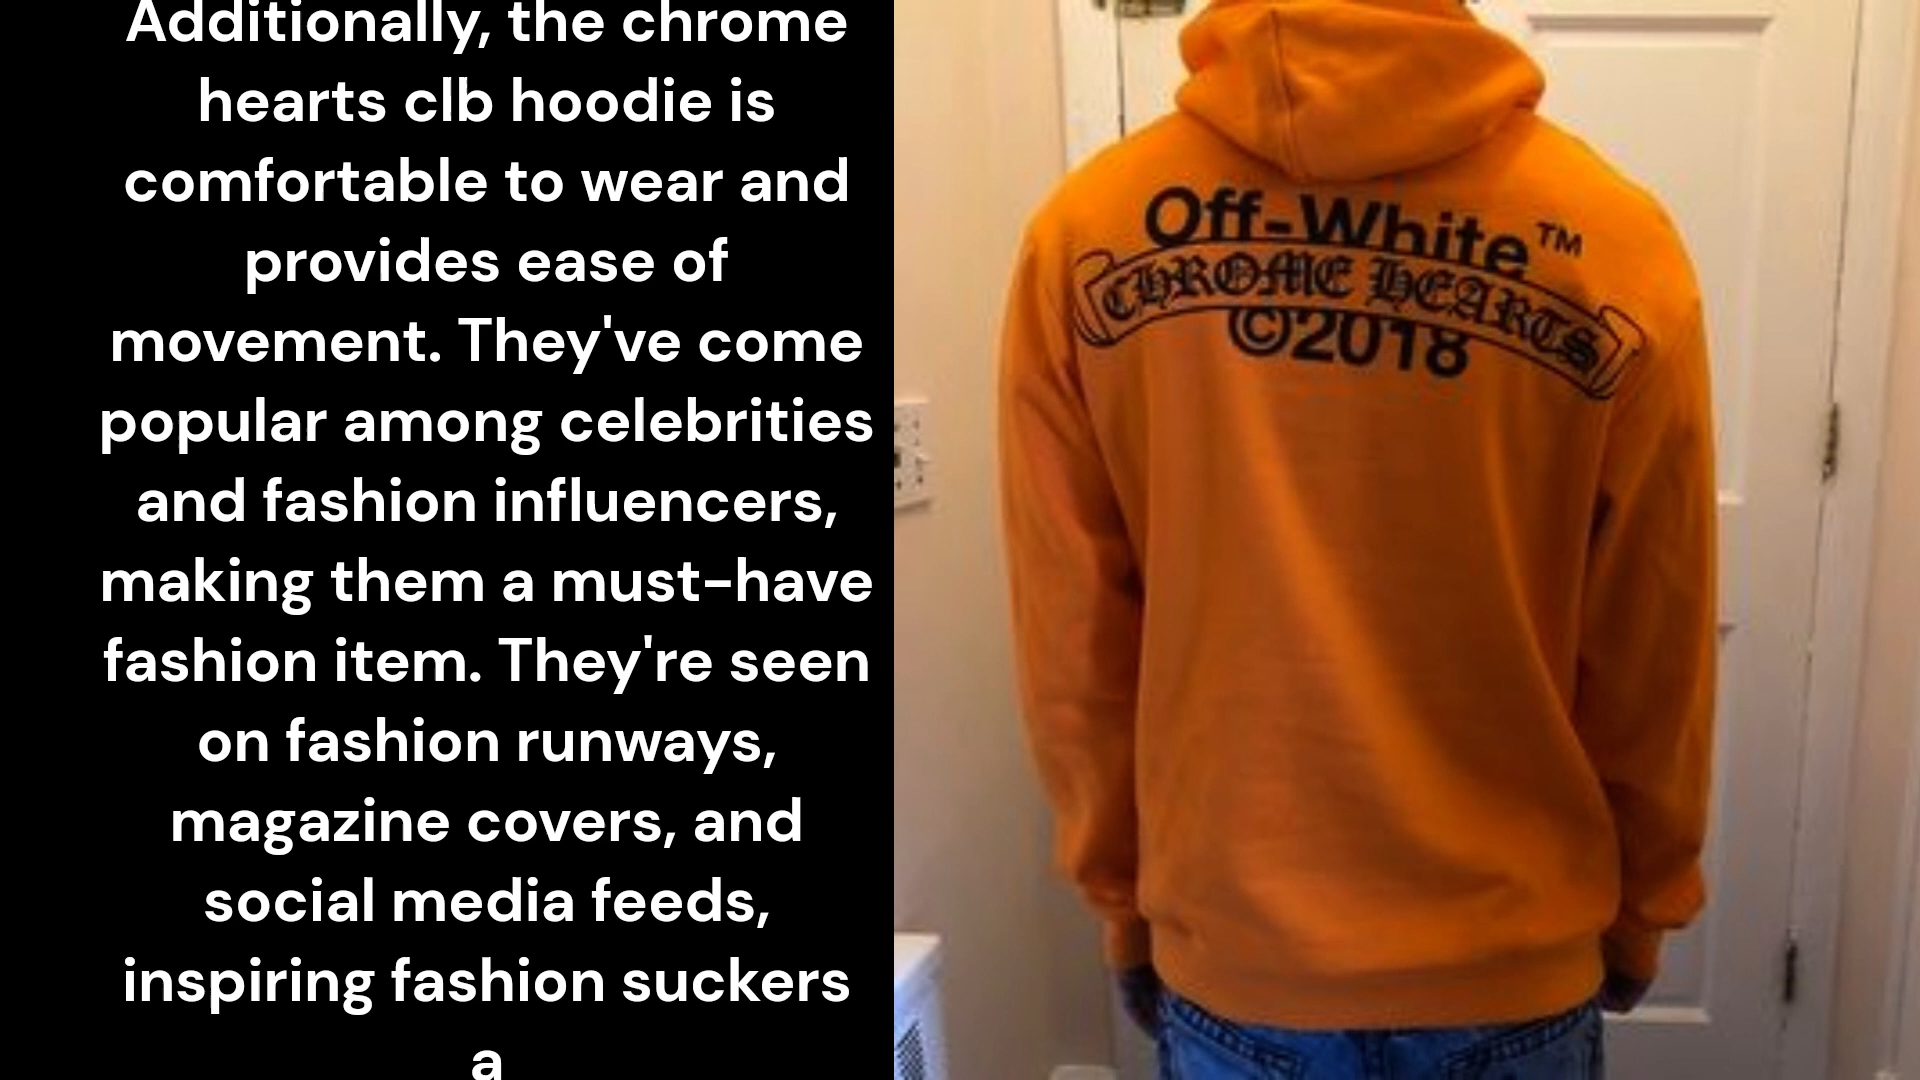 Additionally, the chrome
hearts clb hoodie is
comfortable to wear and
provides ease of
movement. They've come
popular among celebrities
and fashion influencers,
making them a must-have
fashion item. They're seen
on fashion runways,
magazine covers, and
social media feeds,
inspiring fashion suckers
a
Off-White™
CHROME HEARTS
©2018